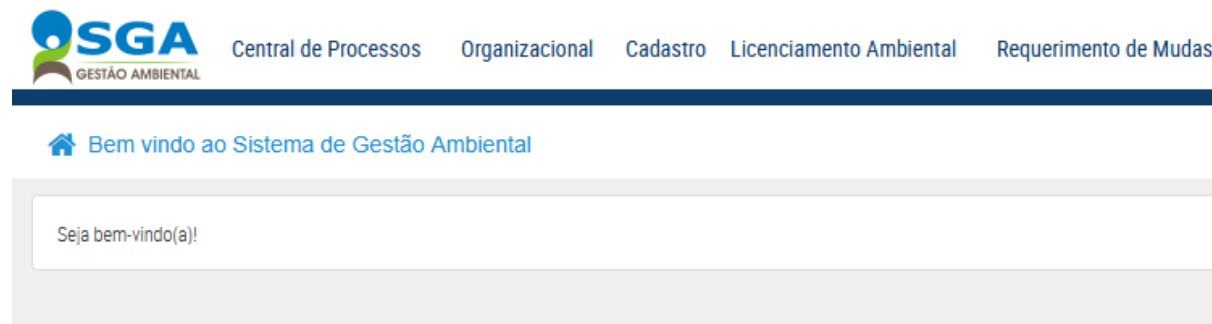 SGA
GESTÃO AMBIENTAL
Central de Processos Organizacional Cadastro Licenciamento Ambiental Requerimento de Mudas
Bem vindo ao Sistema de Gestão Ambiental
Seja bem-vindo(a)!